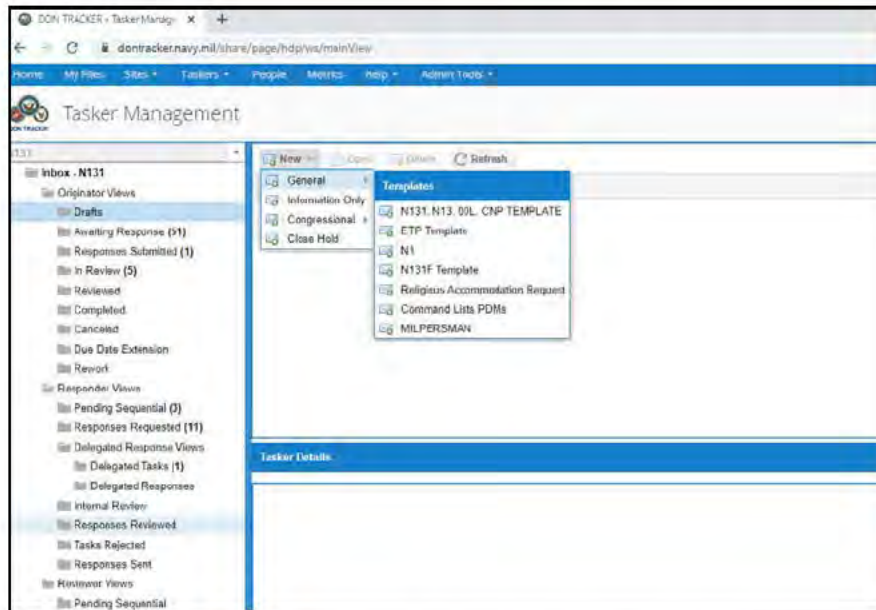 DON TRACKER - Tasker Manag
dontracker.navy.mil/share/page/hdp/ws/mainView
Home My Files Sites Taskers People Metrics Help Admin Tools
DON TRACKER
Tasker Management
N131
Inbox - N131
Originator Views
Drafts
Awaiting Response (51)
Responses Submitted (1)
In Review (5)
Reviewed
Completed
Canceled
Due Date Extension
Rework
Responder Views
Pending Sequential (3)
Responses Requested (11)
Delegated Response Views
Delegated Tasks (1)
Delegated Responses
Internal Review
Responses Reviewed
Tasks Rejected
Responses Sent
Reviewer Views
Pending Sequential
New Open Delete Refresh
General
Information Only
Congressional
Close Hold
Templates
N131, N13, 00L, CNP TEMPLATE
ETP Template
N1
N131F Template
Religious Accommodation Request
Command Lists PDMs
MILPERSMAN
Tasker Details